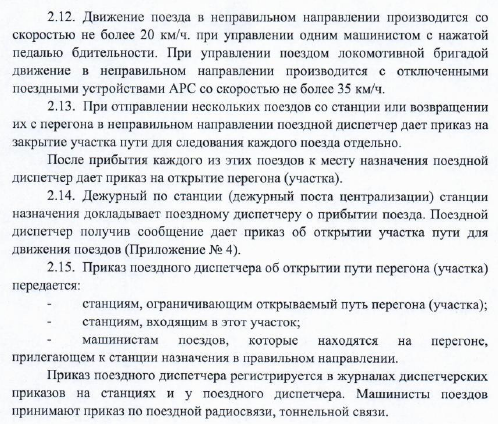 2.12. Движение поезда в неправильном направлении производится со
скоростью не более 20 км/ч. при управлении одним машинистом с нажатой
педалью бдительности. При управлении поездом локомотивной бригадой
движение в неправильном направлении производится с отключенными
поездными устройствами АРС со скоростью не более 35 км/ч.
2.13. При отправлении нескольких поездов со станции или возвращении
их с перегона в неправильном направлении поездной диспетчер дает приказ на
закрытие участка пути для следования каждого поезда отдельно.
После прибытия каждого из этих поездов к месту назначения поездной
диспетчер дает приказ на открытие перегона (участка).
2.14. Дежурный по станции (дежурный поста централизации) станции
назначения докладывает поездному диспетчеру о прибытии поезда. Поездной
диспетчер получив сообщение дает приказ об открытии участка пути для
движения поездов (Приложение № 4).
2.15. Приказ поездного диспетчера об открытии пути перегона (участка)
передается:
- станциям, ограничивающим открываемый путь перегона (участка);
- станциям, входящим в этот участок;
- машинистам поездов, которые находятся на перегоне,
прилегающем к станции назначения в правильном направлении.
Приказ поездного диспетчера регистрируется в журналах диспетчерских
приказов на станциях и у поездного диспетчера. Машинисты поездов
принимают приказ по поездной радиосвязи, тоннельной связи.